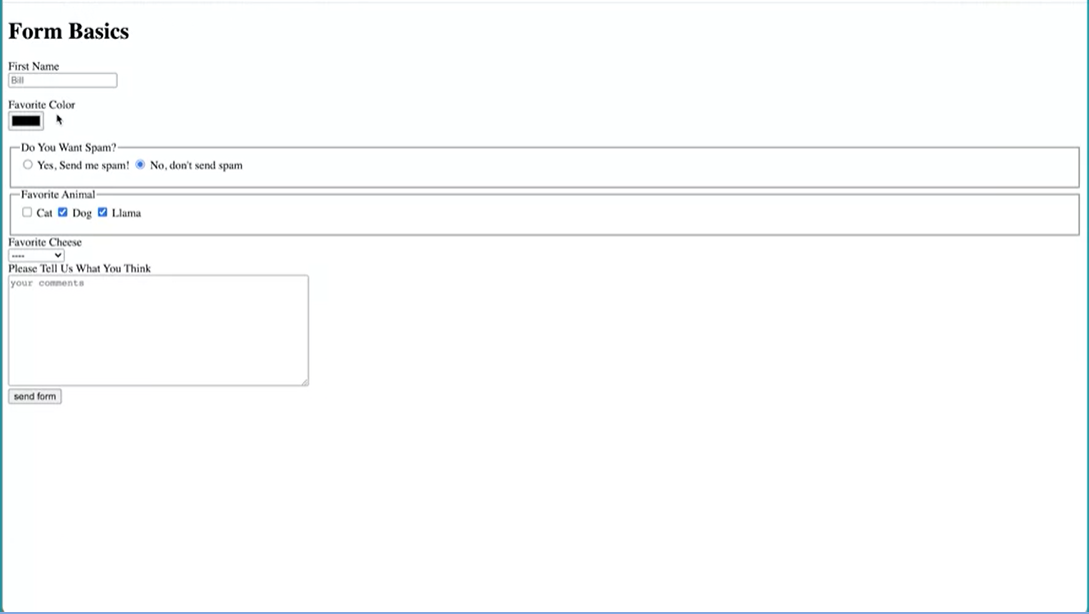 Form Basics
First Name
Bill
Favorite Color
Do You Want Spam?
Yes, Send me spam! No, don't send spam
Favorite Animal
Cat Dog Llama
Favorite Cheese
----
Please Tell Us What You Think
your comments
send form